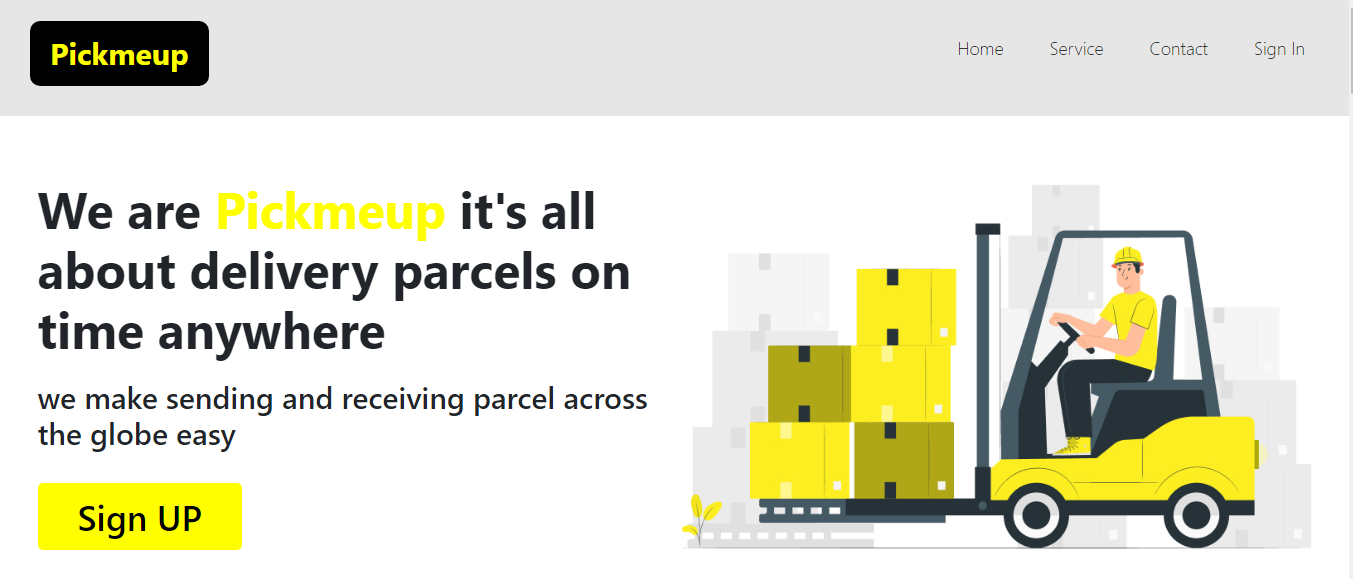 Pickmeup
Home Service Contact Sign In
We are Pickmeup it's all
about delivery parcels on
time anywhere
we make sending and receiving parcel across
the globe easy
Sign UP